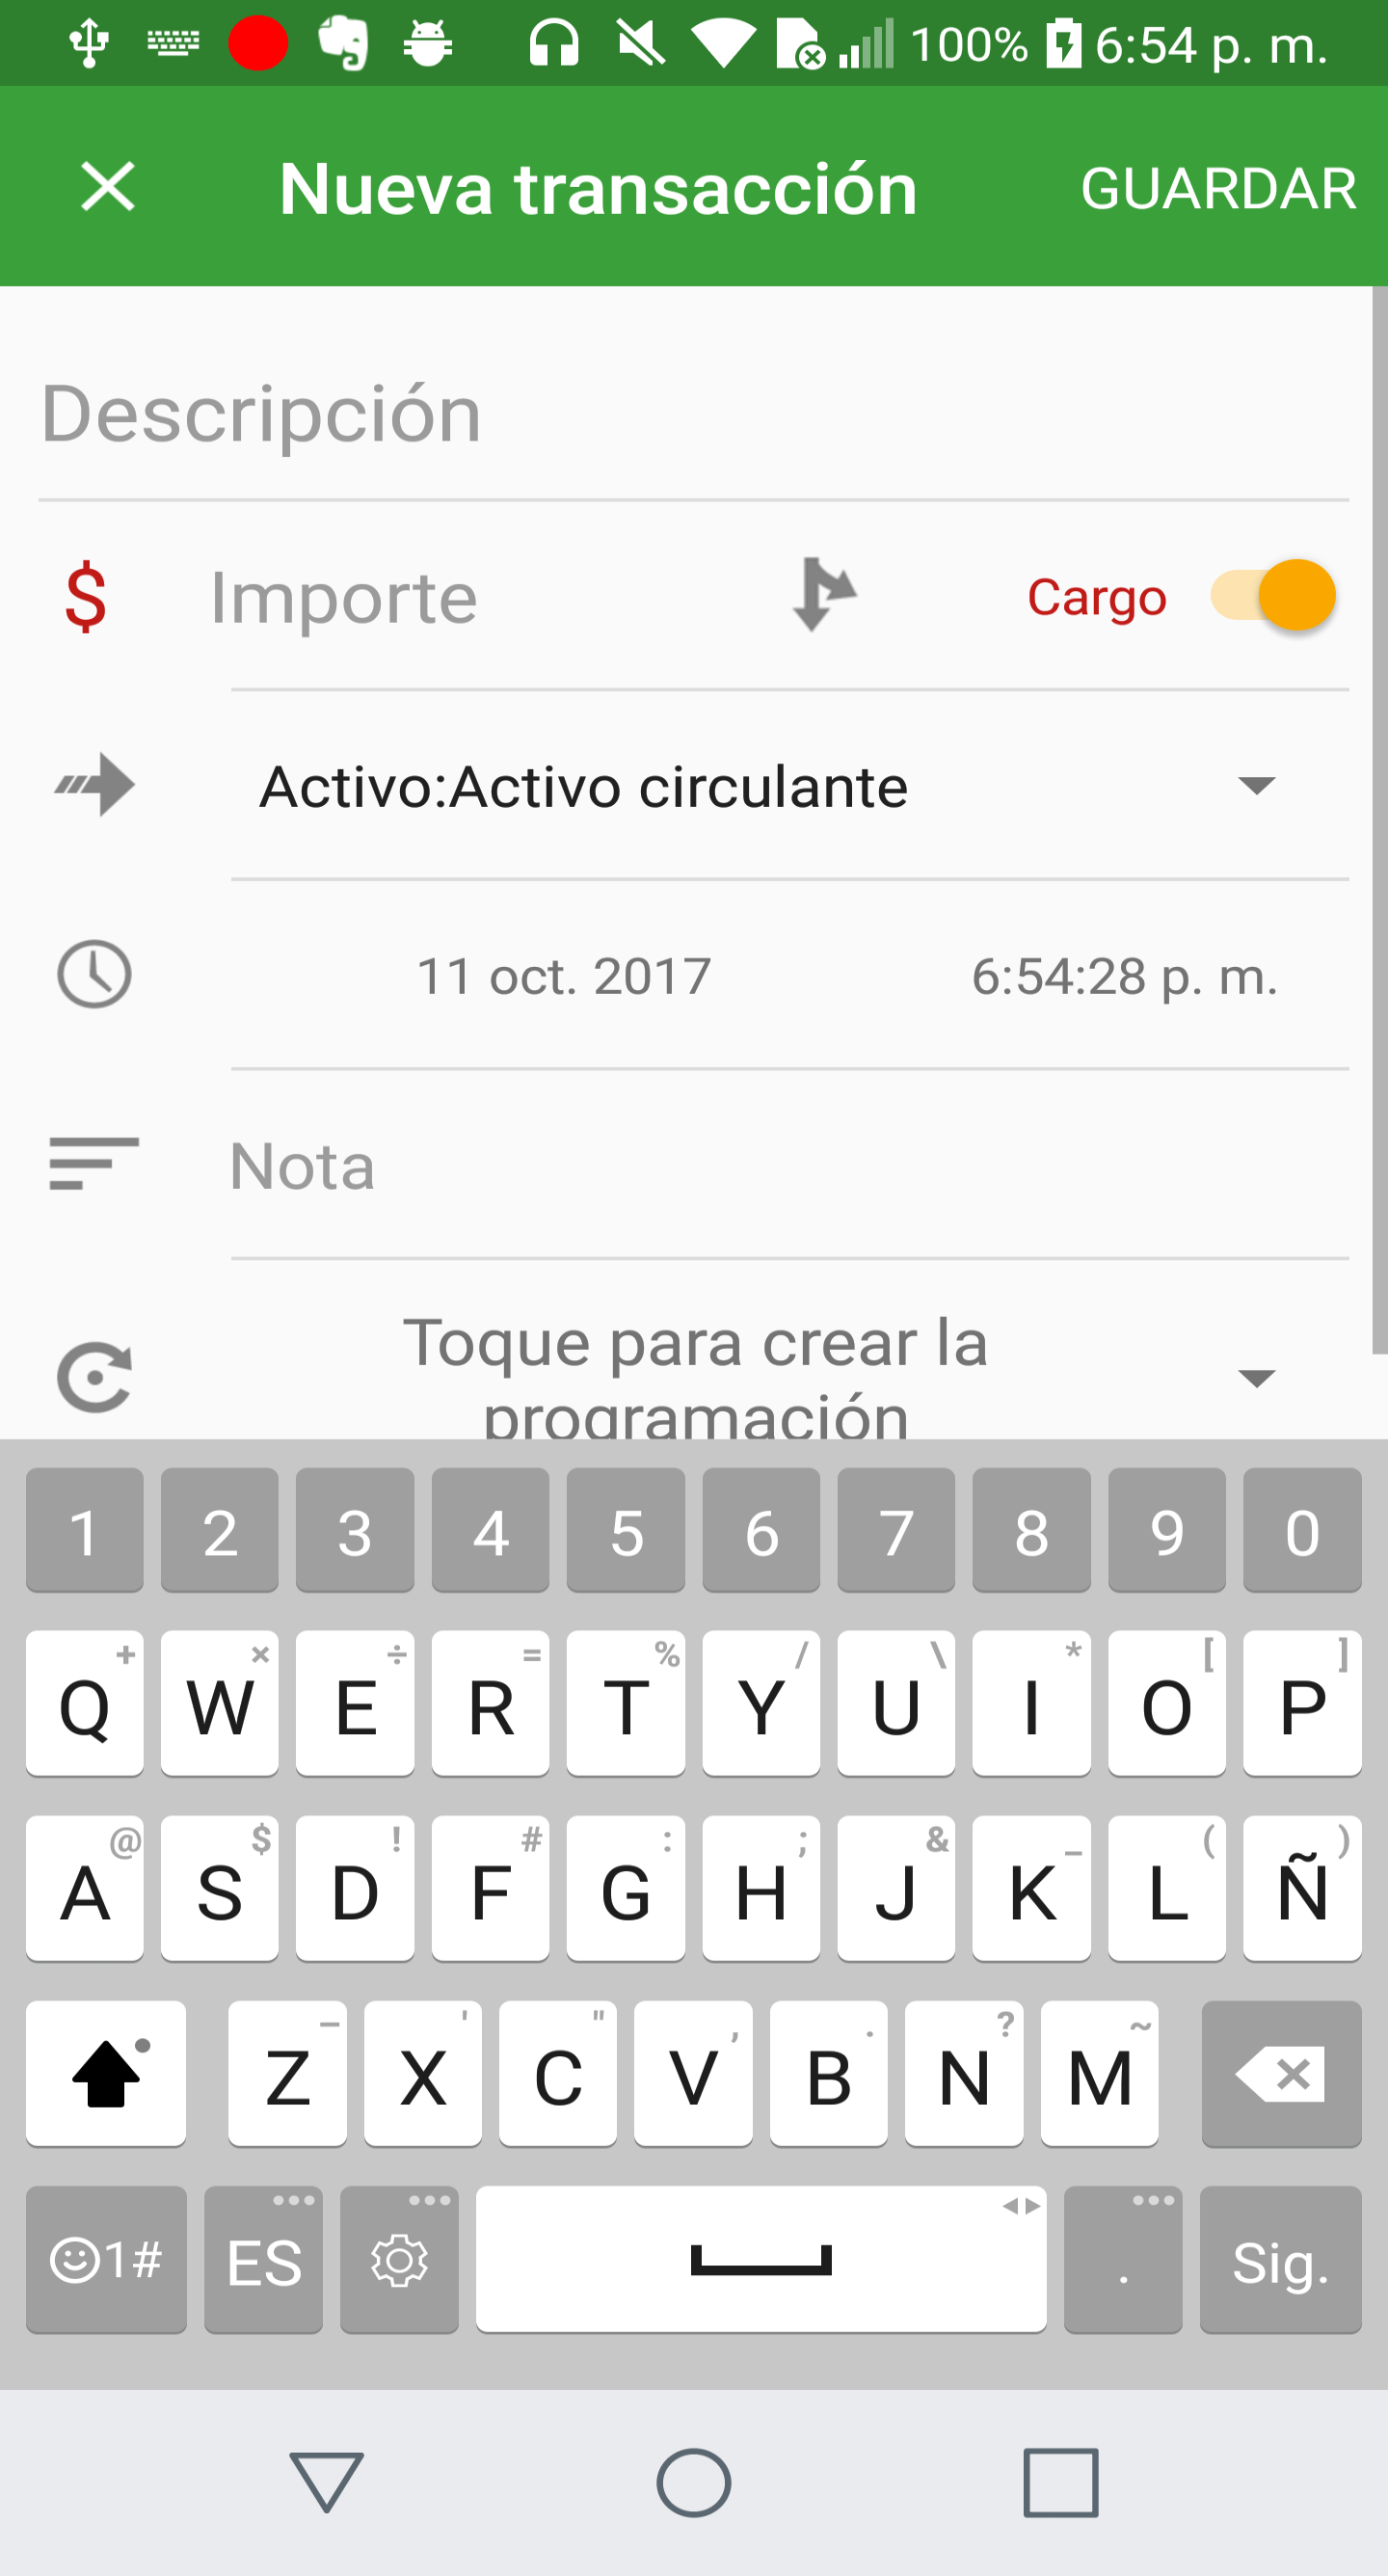 100% 6:54 p. m.
Nueva transacción GUARDAR
Descripción
$ Importe Cargo
Activo:Activo circulante
11 oct. 2017 6:54:28 p. m.
Nota
Toque para crear la
programación
1 2 3 4 5 6 7 8 9 0
+ × ÷ = % / \ * [ ]
Q W E R T Y U I O P
@ $ ! # : ; & _ ( )
A S D F G H J K L Ñ
– ' " , . ? ~
Z X C V B N M
1# ES . Sig.